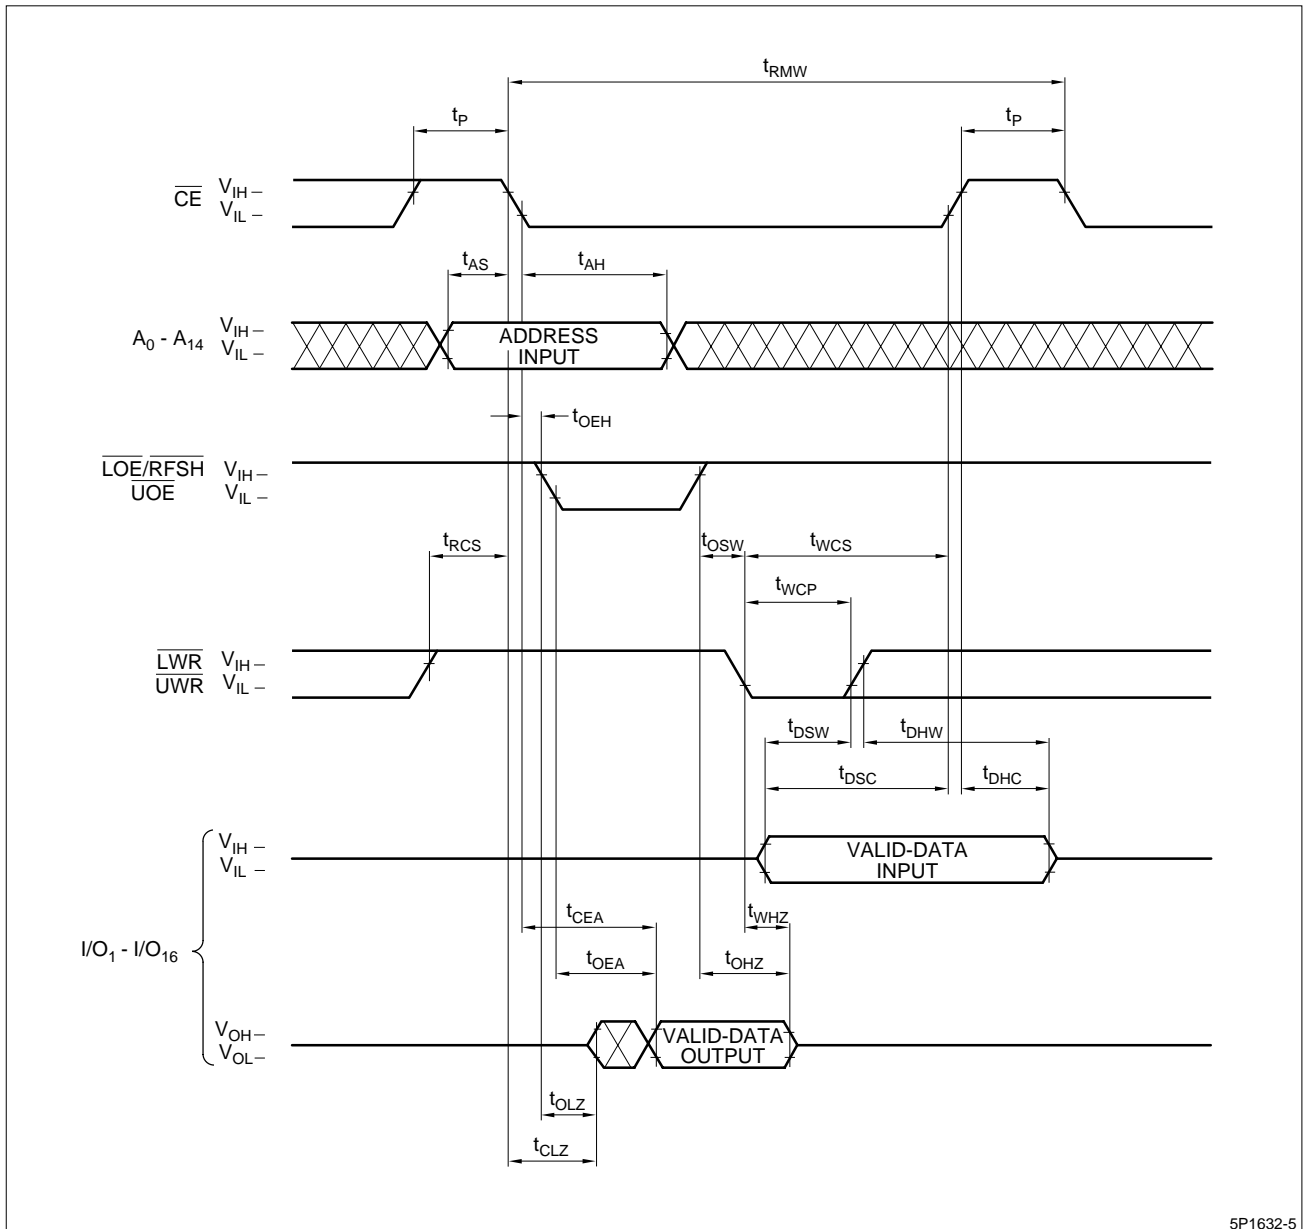 tRMW
tP
tP
CE
VIH –
VIL –
tAS
tAH
A0 - A14
VIH –
VIL –
ADDRESS
INPUT
tOEH
LOE/RFSH
UOE
VIH –
VIL –
tRCS
tOSW
tWCS
tWCP
LWR
UWR
VIH –
VIL –
tDSW
tDHW
tDSC
tDHC
VIH –
VIL –
VALID-DATA
INPUT
tCEA
tWHZ
I/O1 - I/O16
tOEA
tOHZ
VOH –
VOL –
VALID-DATA
OUTPUT
tOLZ
tCLZ
5P1632-5